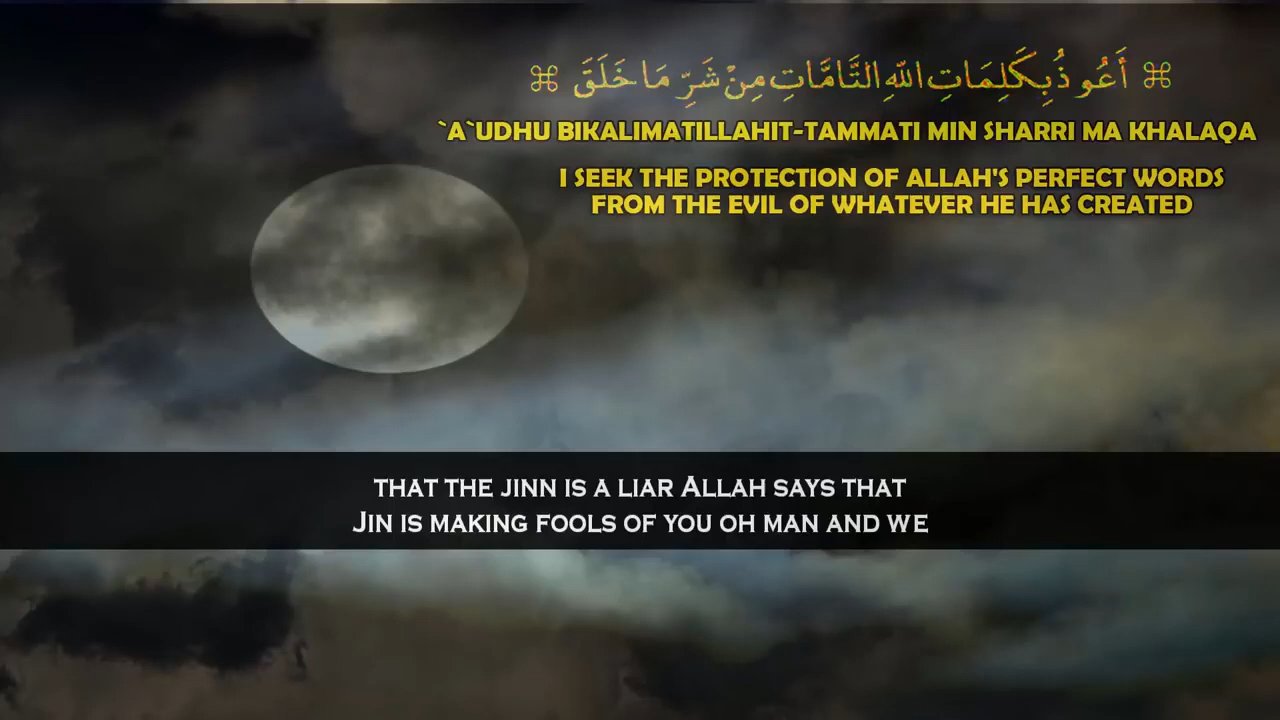 ⌘ أَعُوذُ بِكَلِمَاتِ اللّٰهِ التَّامَّاتِ مِنْ شَرِّ مَا خَلَقَ ⌘
`A`UDHU BIKALIMATILLAHIT-TAMMATI MIN SHARRI MA KHALAQA
I SEEK THE PROTECTION OF ALLAH'S PERFECT WORDS
FROM THE EVIL OF WHATEVER HE HAS CREATED
THAT THE JINN IS A LIAR ALLAH SAYS THAT
JIN IS MAKING FOOLS OF YOU OH MAN AND WE